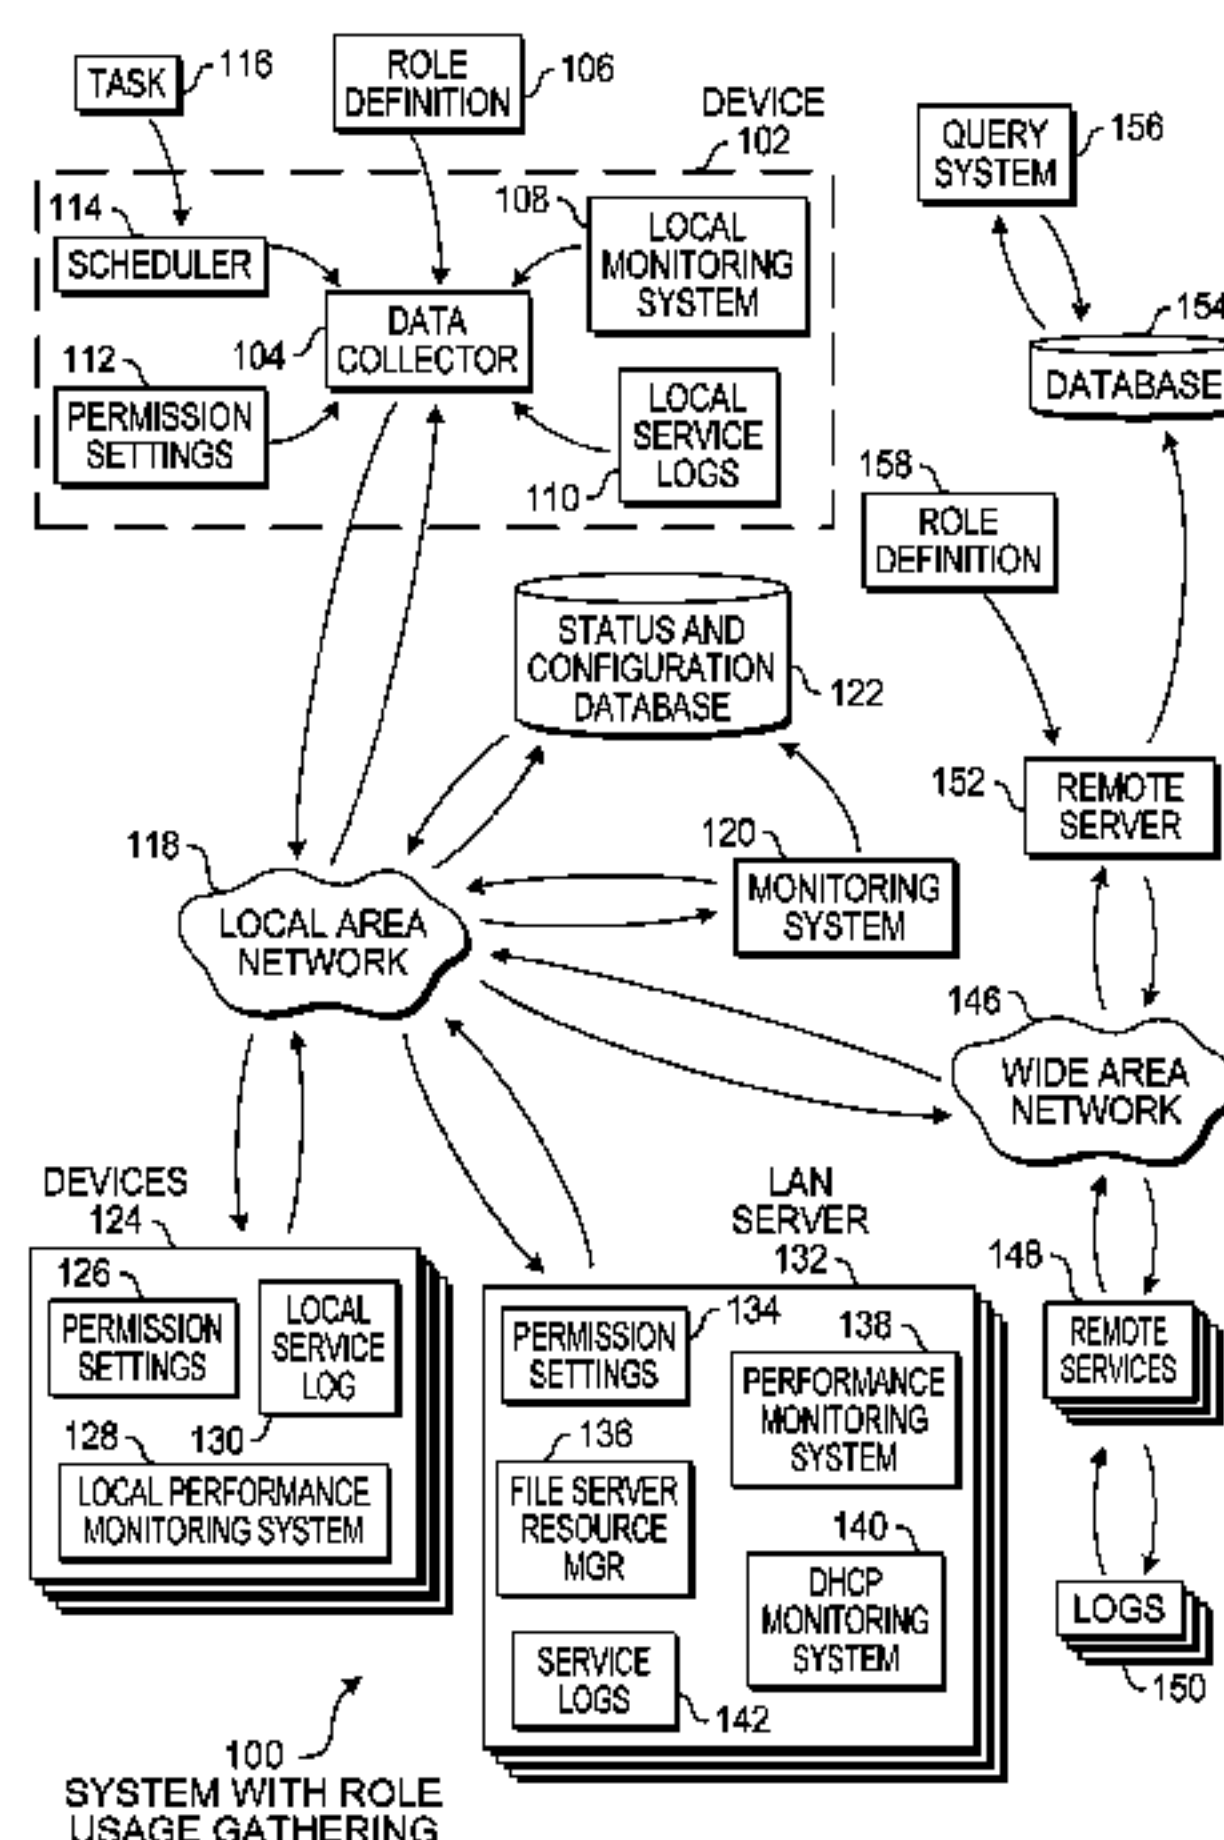 TASK
116
ROLE
DEFINITION
106
DEVICE
102
QUERY
SYSTEM
156
114
SCHEDULER
108
LOCAL
MONITORING
SYSTEM
DATA
COLLECTOR
104
112
PERMISSION
SETTINGS
LOCAL
SERVICE
LOGS
110
154
DATABASE
158
ROLE
DEFINITION
STATUS AND
CONFIGURATION
DATABASE
122
152
REMOTE
SERVER
118
LOCAL AREA
NETWORK
120
MONITORING
SYSTEM
146
WIDE AREA
NETWORK
DEVICES
124
126
PERMISSION
SETTINGS
LOCAL
SERVICE
LOG
128
130
LOCAL PERFORMANCE
MONITORING SYSTEM
LAN
SERVER
132
PERMISSION
SETTINGS
134
138
PERFORMANCE
MONITORING
SYSTEM
136
FILE SERVER
RESOURCE
MGR
140
DHCP
MONITORING
SYSTEM
SERVICE
LOGS
142
148
REMOTE
SERVICES
LOGS
150
100
SYSTEM WITH ROLE
USAGE GATHERING